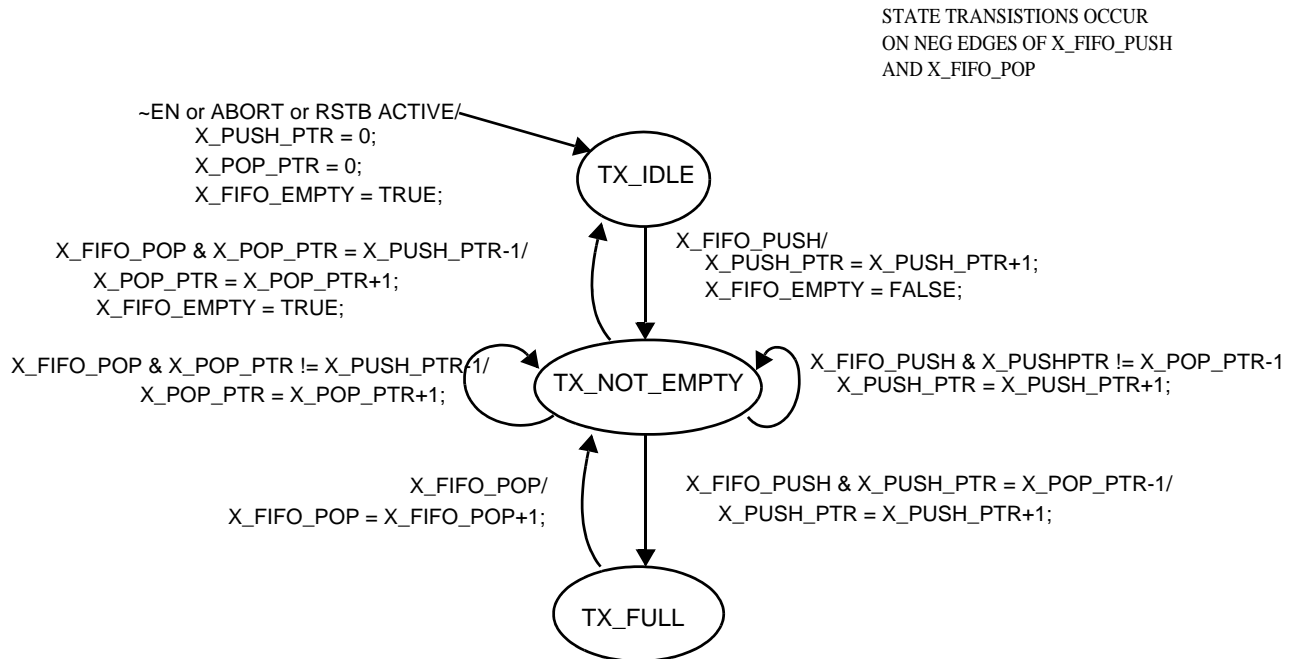 STATE TRANSISTIONS OCCUR
ON NEG EDGES OF X_FIFO_PUSH
AND X_FIFO_POP
~EN or ABORT or RSTB ACTIVE/
X_PUSH_PTR = 0;
X_POP_PTR = 0;
X_FIFO_EMPTY = TRUE;
TX_IDLE
X_FIFO_POP & X_POP_PTR = X_PUSH_PTR-1/
X_POP_PTR = X_POP_PTR+1;
X_FIFO_EMPTY = TRUE;
X_FIFO_PUSH/
X_PUSH_PTR = X_PUSH_PTR+1;
X_FIFO_EMPTY = FALSE;
X_FIFO_POP & X_POP_PTR != X_PUSH_PTR-1/
X_POP_PTR = X_POP_PTR+1;
TX_NOT_EMPTY
X_FIFO_PUSH & X_PUSHPTR != X_POP_PTR-1
X_PUSH_PTR = X_PUSH_PTR+1;
X_FIFO_POP/
X_FIFO_POP = X_FIFO_POP+1;
X_FIFO_PUSH & X_PUSH_PTR = X_POP_PTR-1/
X_PUSH_PTR = X_PUSH_PTR+1;
TX_FULL